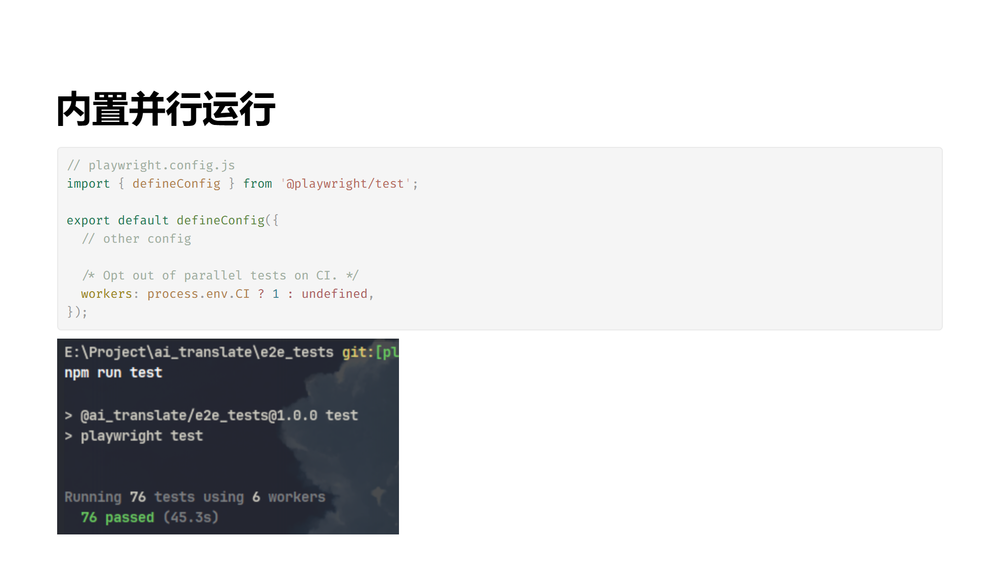 内置并行运行
// playwright.config.js
import { defineConfig } from '@playwright/test';
export default defineConfig({
// other config
/* Opt out of parallel tests on CI. */
workers: process.env.CI ? 1 : undefined,
});
E:\Project\ai_translate\e2e_tests git:[pl
npm run test
> @ai_translate/e2e_tests@1.0.0 test
> playwright test
Running 76 tests using 6 workers
76 passed (45.3s)